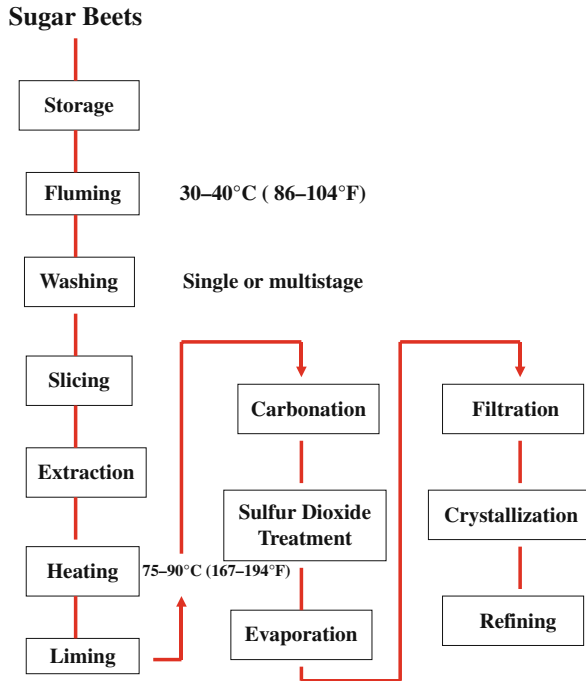 Sugar Beets
Storage
Fluming
30–40°C ( 86–104°F)
Washing
Single or multistage
Slicing
Extraction
Heating
75–90°C (167–194°F)
Liming
Carbonation
Sulfur Dioxide
Treatment
Evaporation
Filtration
Crystallization
Refining